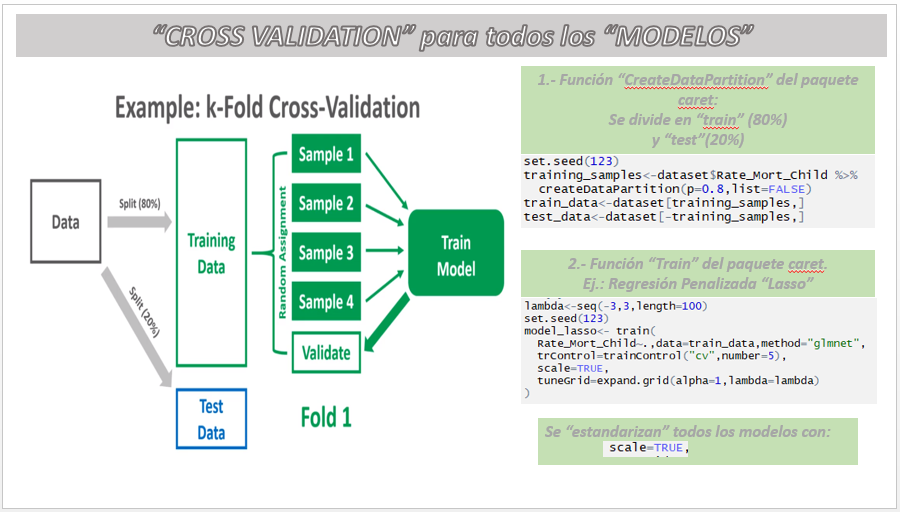 “CROSS VALIDATION” para todos los “MODELOS”
Example: k-Fold Cross-Validation
Data
Split (80%)
Split (20%)
Training
Data
Test
Data
Random Assignment
Sample 1
Sample 2
Sample 3
Sample 4
Validate
Train
Model
Fold 1
1.- Función “CreateDataPartition” del paquete
caret:
Se divide en “train” (80%)
y “test”(20%)
set.seed(123)
training_samples<-dataset$Rate_Mort_Child %>%
createDataPartition(p=0.8,list=FALSE)
train_data<-dataset[training_samples,]
test_data<-dataset[-training_samples,]
2.- Función “Train” del paquete caret.
Ej.: Regresión Penalizada “Lasso”
lambda<-seq(-3,3,length=100)
set.seed(123)
model_lasso<- train(
Rate_Mort_Child~.,data=train_data,method="glmnet",
trControl=trainControl("cv",number=5),
scale=TRUE,
tuneGrid=expand.grid(alpha=1,lambda=lambda)
)
Se “estandarizan” todos los modelos con:
scale=TRUE,